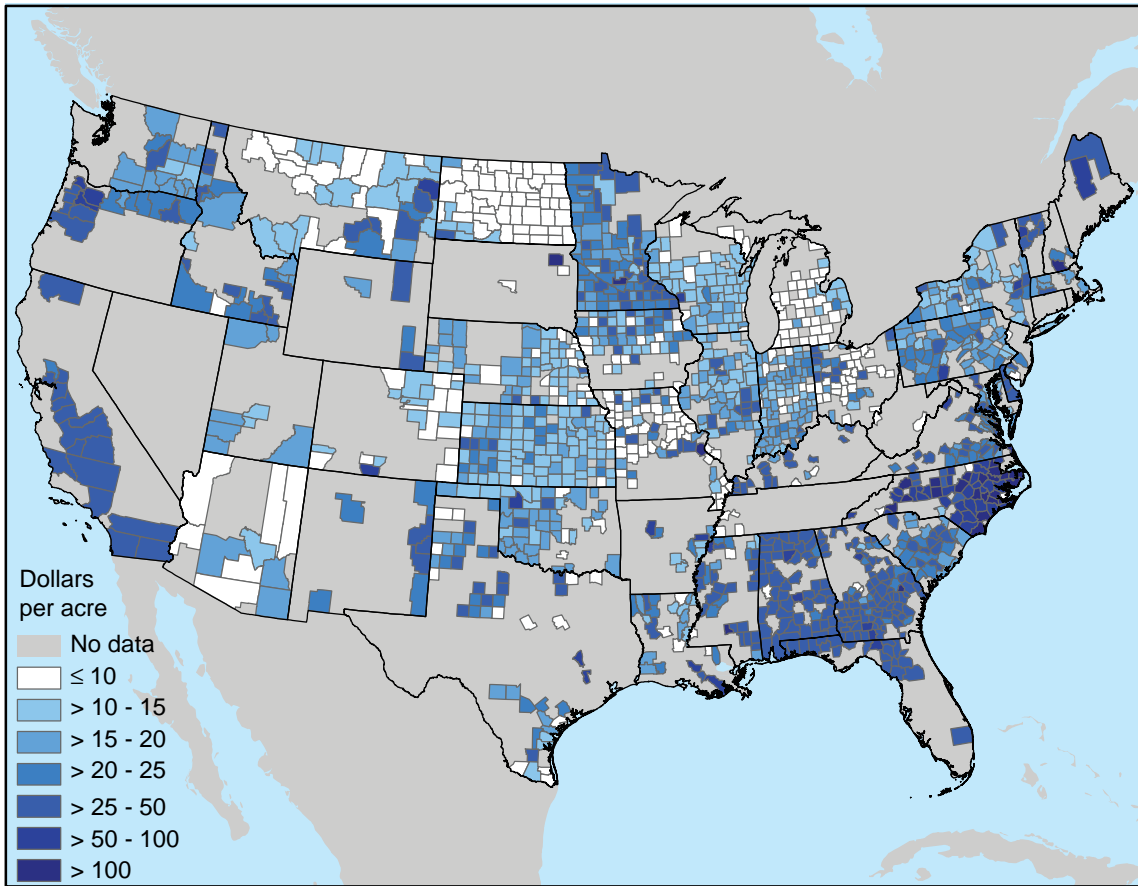 Dollars
per acre
No data
≤ 10
> 10 - 15
> 15 - 20
> 20 - 25
> 25 - 50
> 50 - 100
> 100